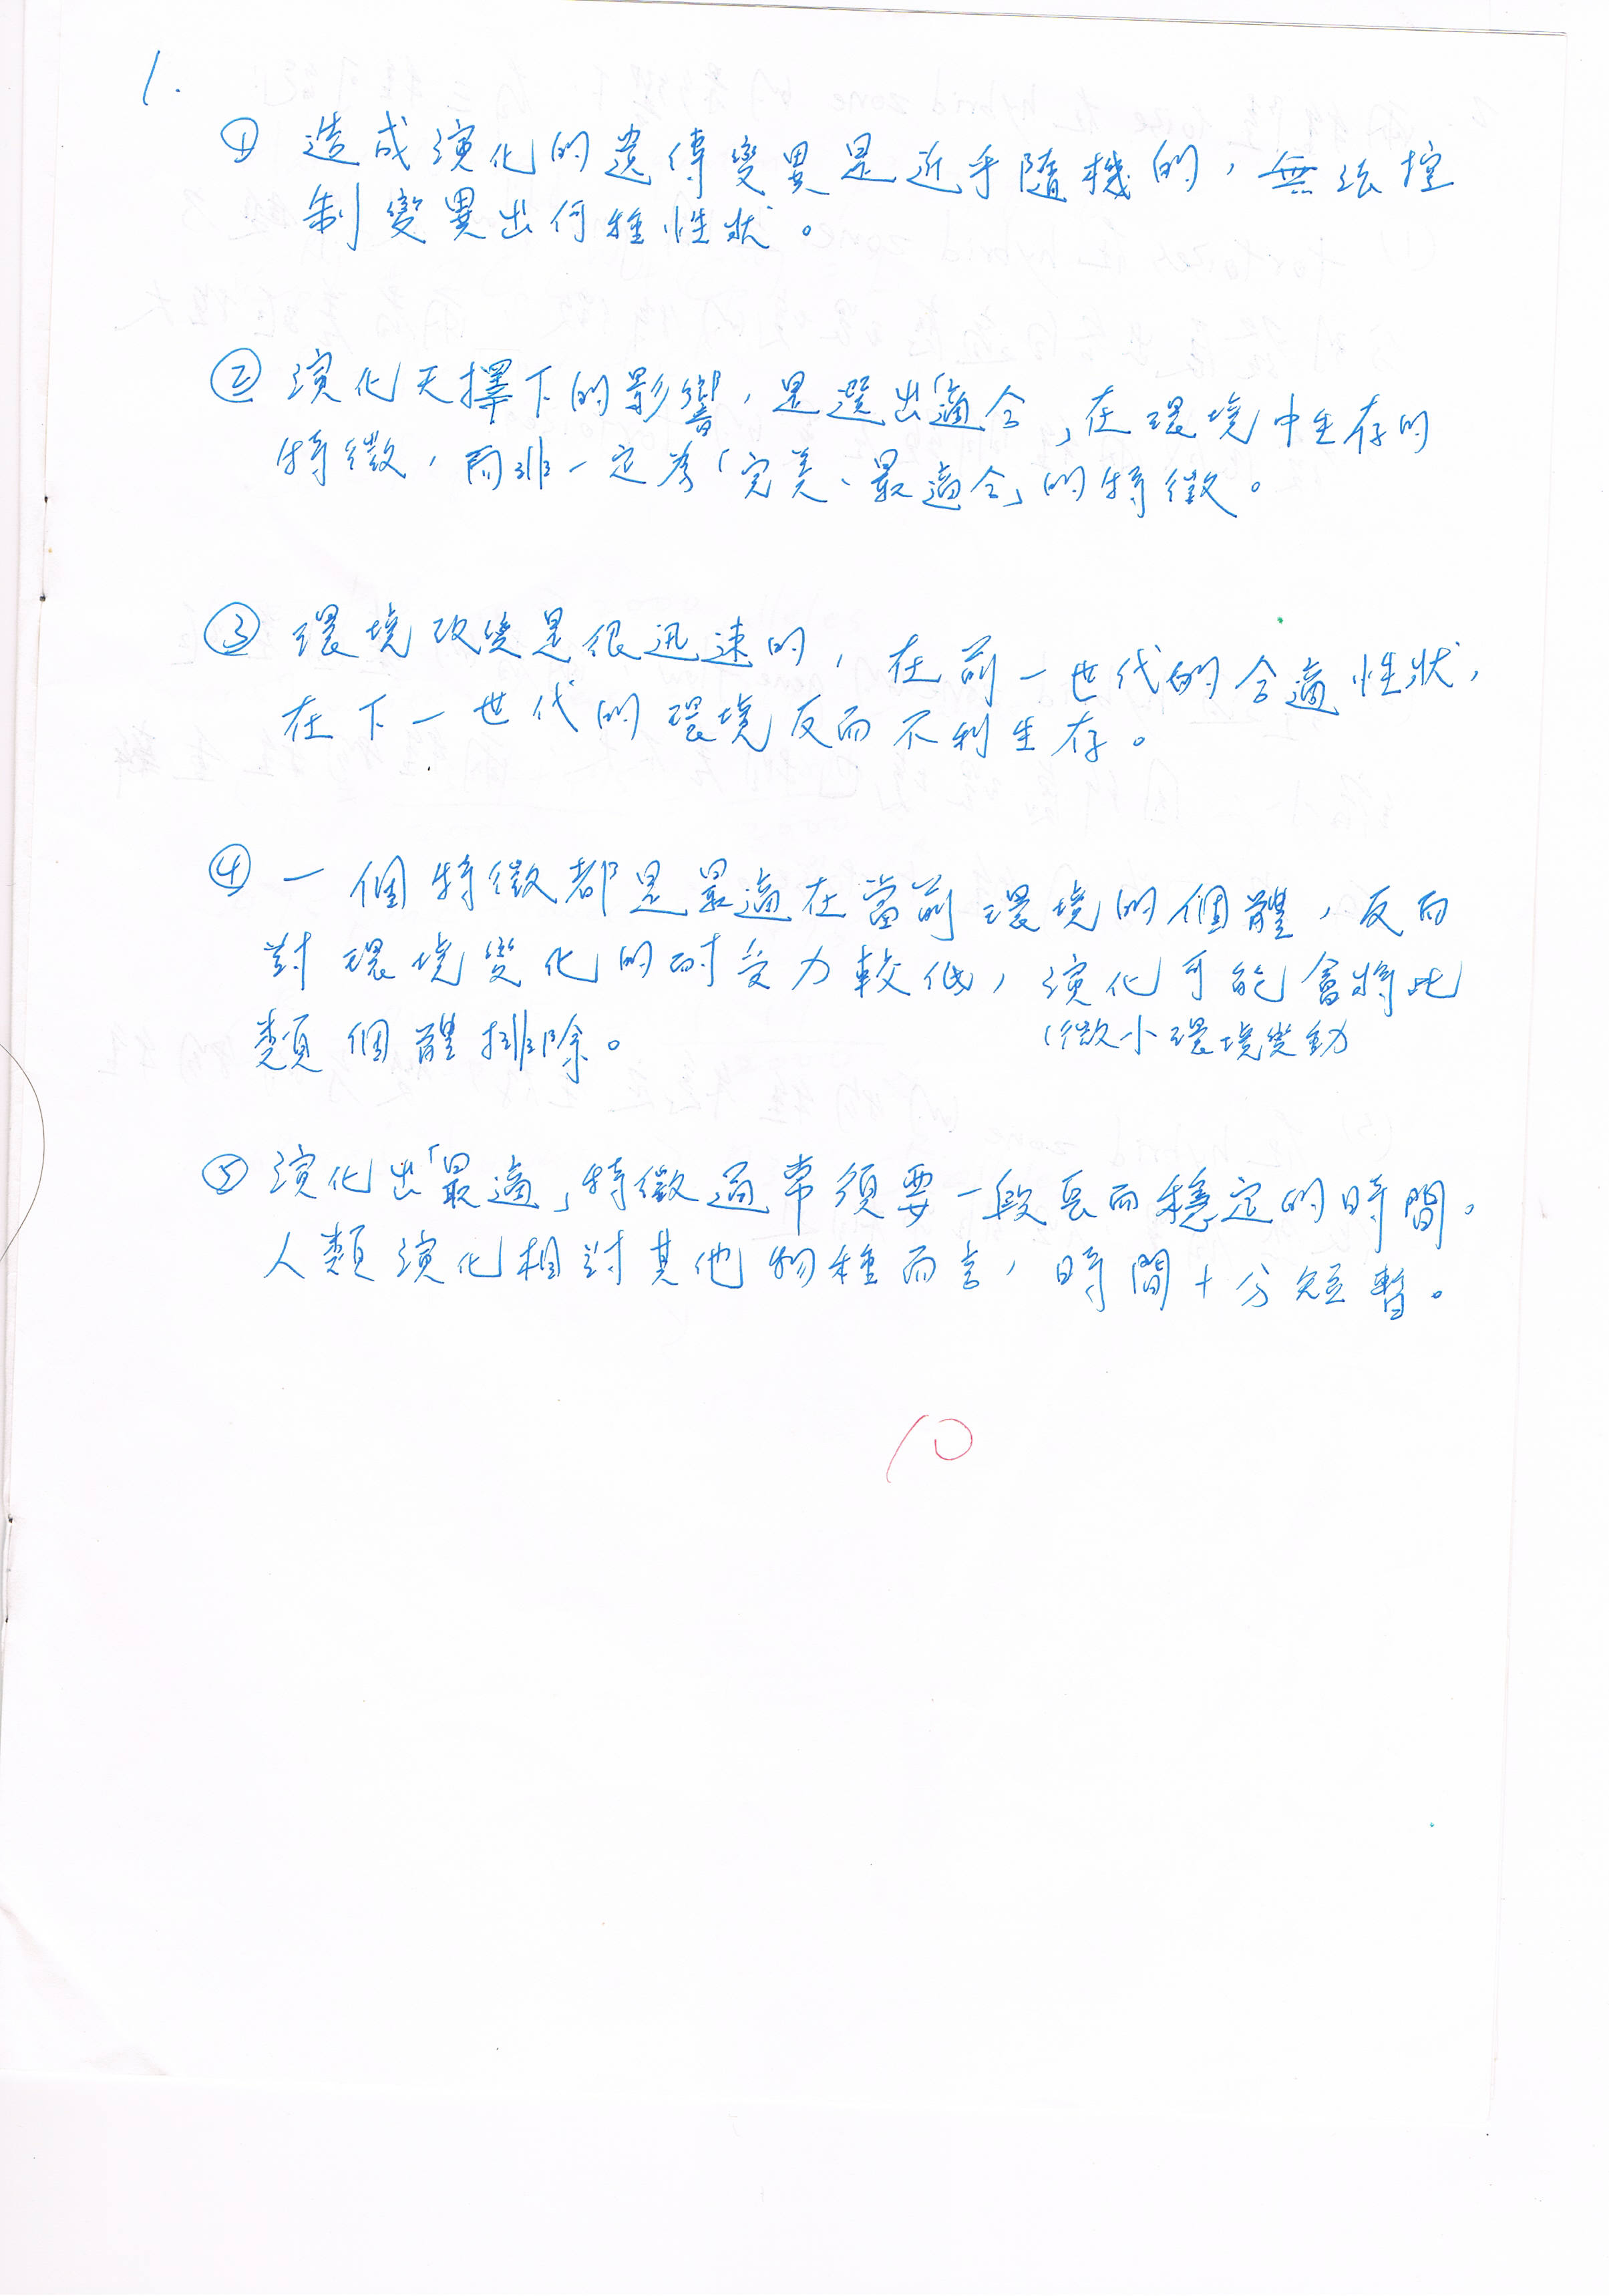 1.
① 造成演化的遺傳變異是近乎隨機的，無法控
制變異出何種性狀。
② 演化天擇下的影響，是選出「適合」在環境中生存的
特徵，而非一定為「完美、最適合」的特徵。
③ 環境改變是很迅速的，在前一世代的合適性狀，
在下一世代的環境反而不利生存。
④ 一個特徵都是最適在當前環境的個體，反而
對環境變化的耐受力較低，演化可能會將此
類個體排除。
(微小環境變動
⑤ 演化出「最適」特徵通常須要一段長而穩定的時間，
人類演化相對其他物種而言，時間十分短暫。
10